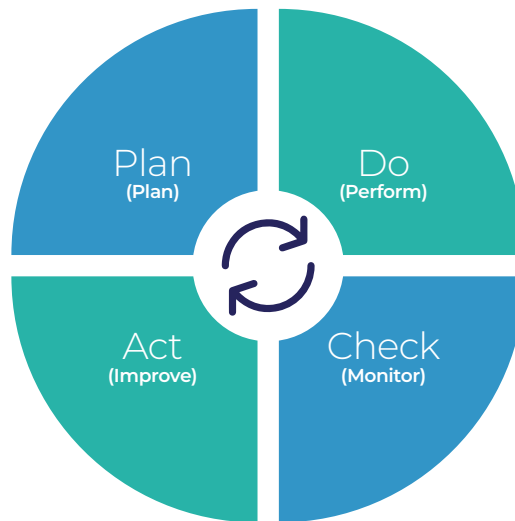 Plan
(Plan)
Do
(Perform)
Act
(Improve)
Check
(Monitor)